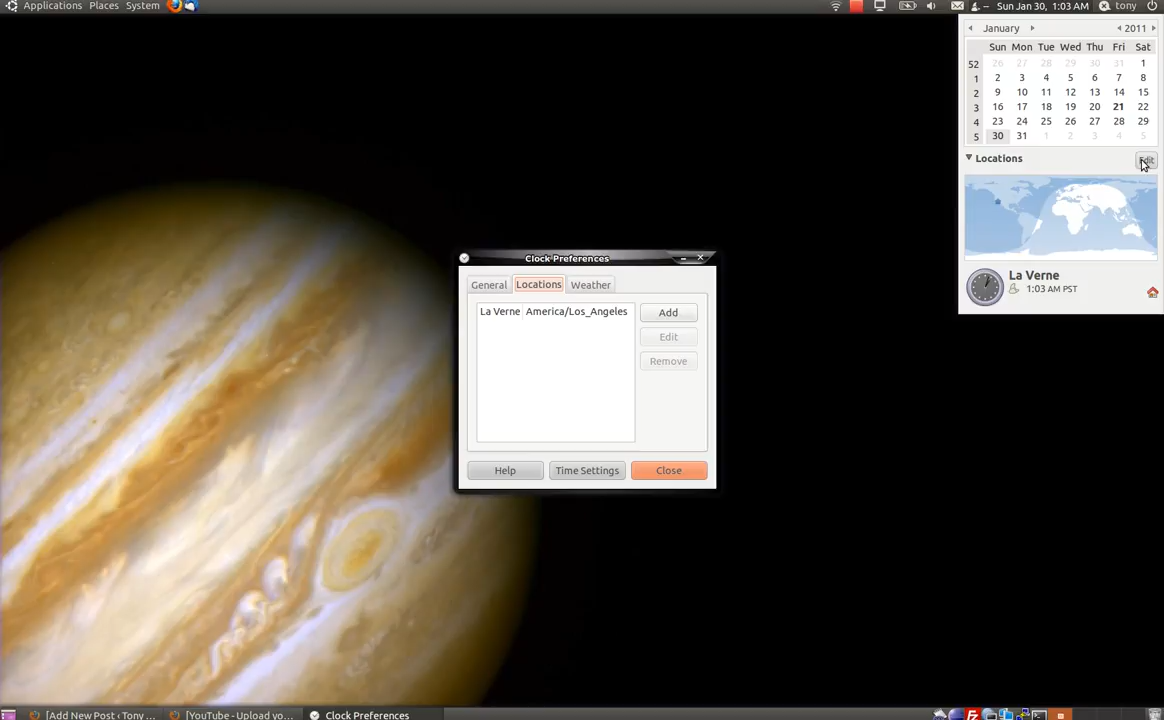 Applications Places System
Sun Jan 30, 1:03 AM tony
January 2011
Sun Mon Tue Wed Thu Fri Sat
52 26 27 28 29 30 31 1
1 2 3 4 5 6 7 8
2 9 10 11 12 13 14 15
3 16 17 18 19 20 21 22
4 23 24 25 26 27 28 29
5 30 31 1 2 3 4 5
Locations Edit
La Verne
1:03 AM PST
Clock Preferences
General Locations Weather
La Verne America/Los_Angeles
Add
Edit
Remove
Help Time Settings Close
[Add New Post ‹ Tony ... [YouTube - Upload yo... Clock Preferences